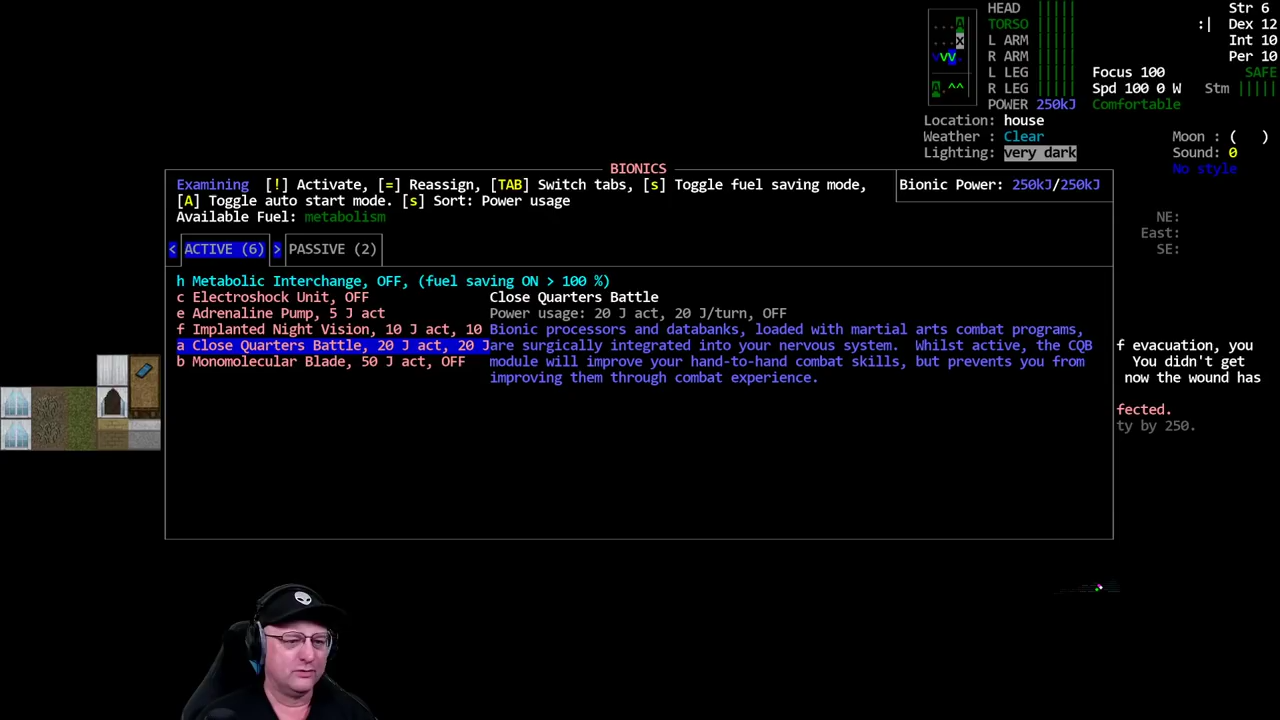 HEAD |||||
TORSO |||||
L ARM |||||
R ARM |||||
L LEG |||||
R LEG |||||
POWER 250kJ
Str 6
:| Dex 12
Int 10
Per 10
Focus 100 SAFE
Spd 100 0 W Stm |||||
Comfortable
Location: house
Weather : Clear
Lighting: very dark
Moon : ( )
Sound: 0
No style
NE:
East:
SE:
BIONICS
Examining [!] Activate, [=] Reassign, [TAB] Switch tabs, [s] Toggle fuel saving mode,
[A] Toggle auto start mode. [s] Sort: Power usage
Available Fuel: metabolism
Bionic Power: 250kJ/250kJ
< ACTIVE (6) > PASSIVE (2)
h Metabolic Interchange, OFF, (fuel saving ON > 100 %)
c Electroshock Unit, OFF
e Adrenaline Pump, 5 J act
f Implanted Night Vision, 10 J act, 10
a Close Quarters Battle, 20 J act, 20 J
b Monomolecular Blade, 50 J act, OFF
Close Quarters Battle
Power usage: 20 J act, 20 J/turn, OFF
Bionic processors and databanks, loaded with martial arts combat programs,
are surgically integrated into your nervous system. Whilst active, the CQB
module will improve your hand-to-hand combat skills, but prevents you from
improving them through combat experience.
f evacuation, you
You didn't get
now the wound has
fected.
ty by 250.